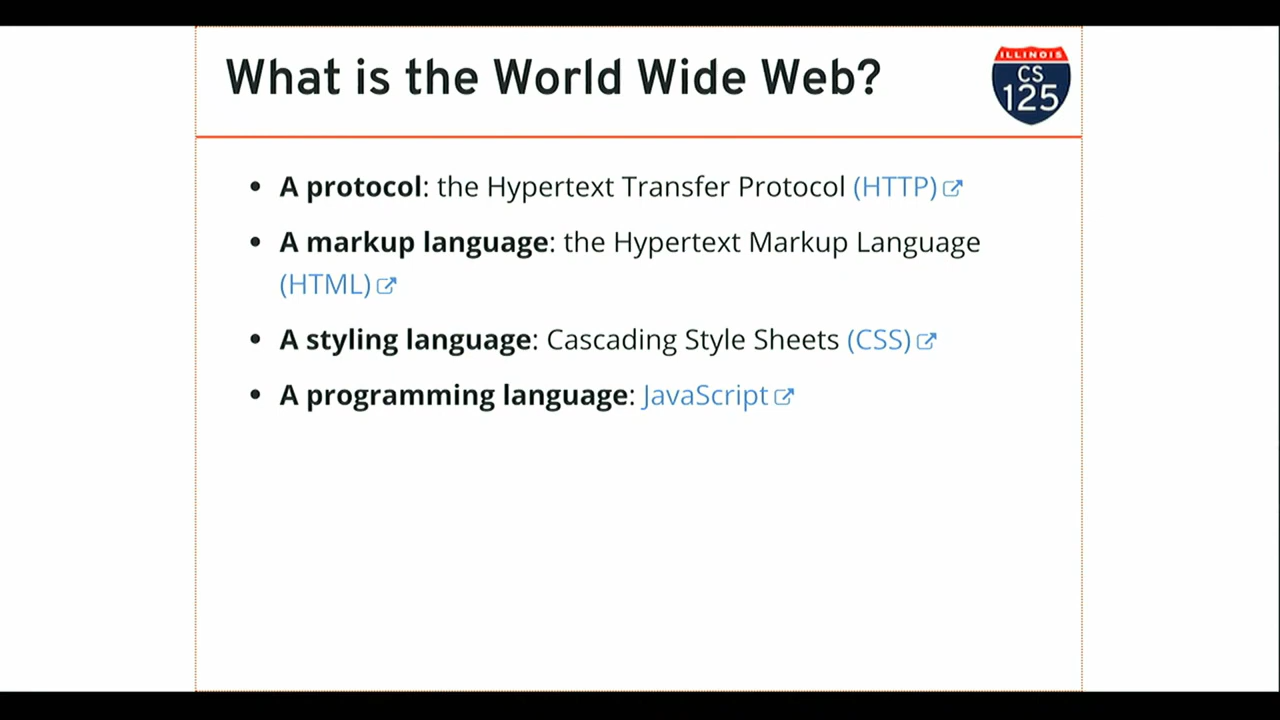 What is the World Wide Web?
ILLINOIS
CS
125
• A protocol: the Hypertext Transfer Protocol (HTTP)
• A markup language: the Hypertext Markup Language
(HTML)
• A styling language: Cascading Style Sheets (CSS)
• A programming language: JavaScript